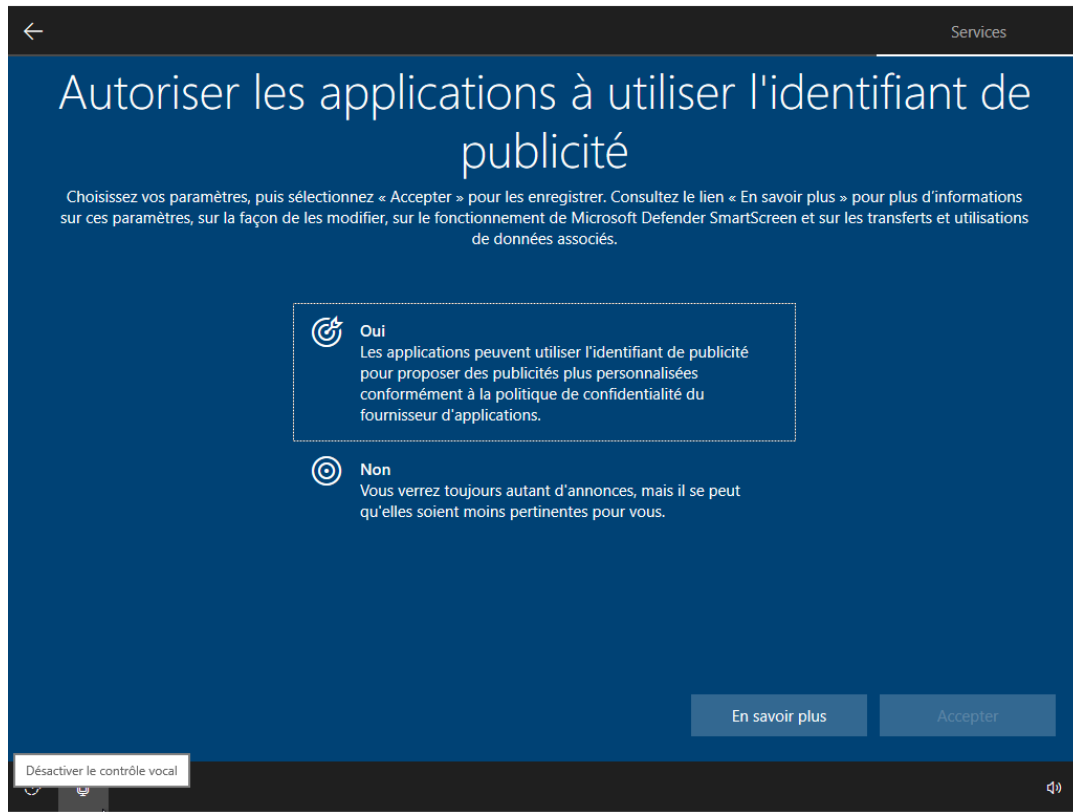 Services
Autoriser les applications à utiliser l'identifiant de
publicité
Choisissez vos paramètres, puis sélectionnez « Accepter » pour les enregistrer. Consultez le lien « En savoir plus » pour plus d’informations
sur ces paramètres, sur la façon de les modifier, sur le fonctionnement de Microsoft Defender SmartScreen et sur les transferts et utilisations
de données associés.
Oui
Les applications peuvent utiliser l'identifiant de publicité
pour proposer des publicités plus personnalisées
conformément à la politique de confidentialité du
fournisseur d'applications.
Non
Vous verrez toujours autant d'annonces, mais il se peut
qu'elles soient moins pertinentes pour vous.
En savoir plus
Accepter
Désactiver le contrôle vocal